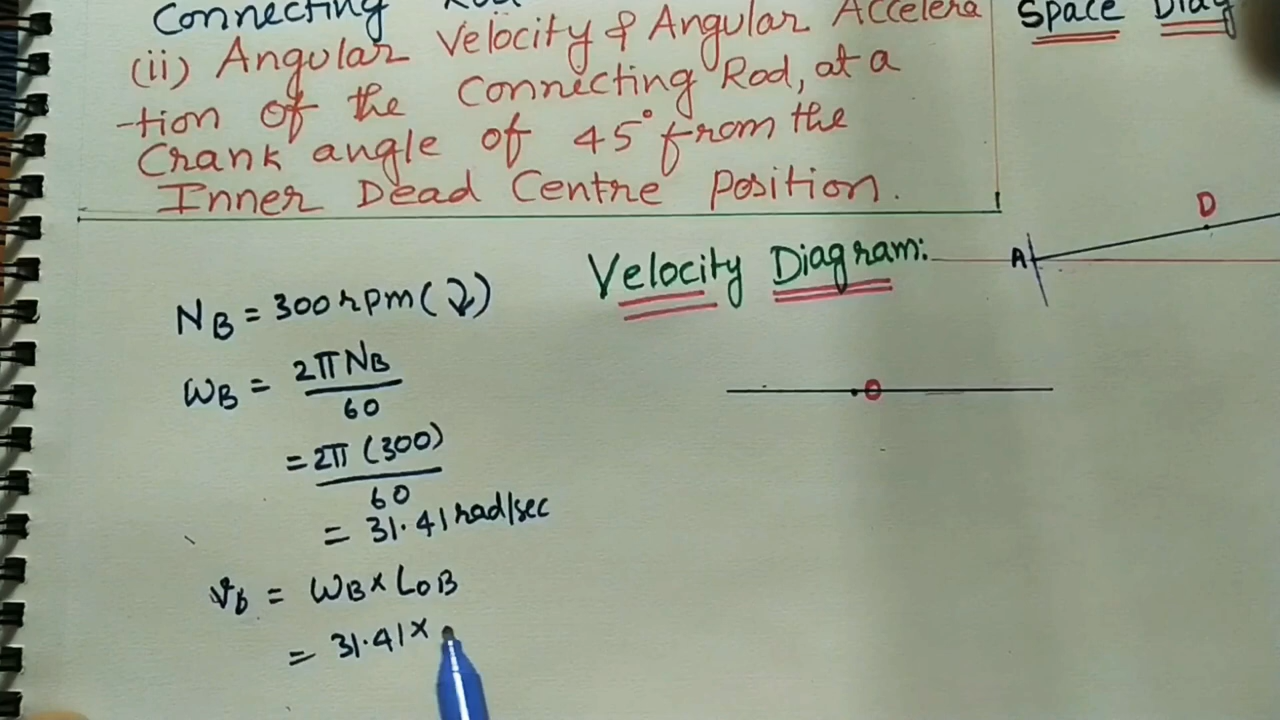 Connecting
(ii) Angular Velocity & Angular Accelera
-tion of the Connecting Rod, at a
Crank angle of 45° from the
Inner Dead Centre Position.
Space Diag
D
A
Velocity Diagram:
O
NB = 300 rpm (↓)
ωB = 2πNB
60
= 2π (300)
60
= 31.41 rad/sec
VB = ωB × LOB
= 31.41 ×